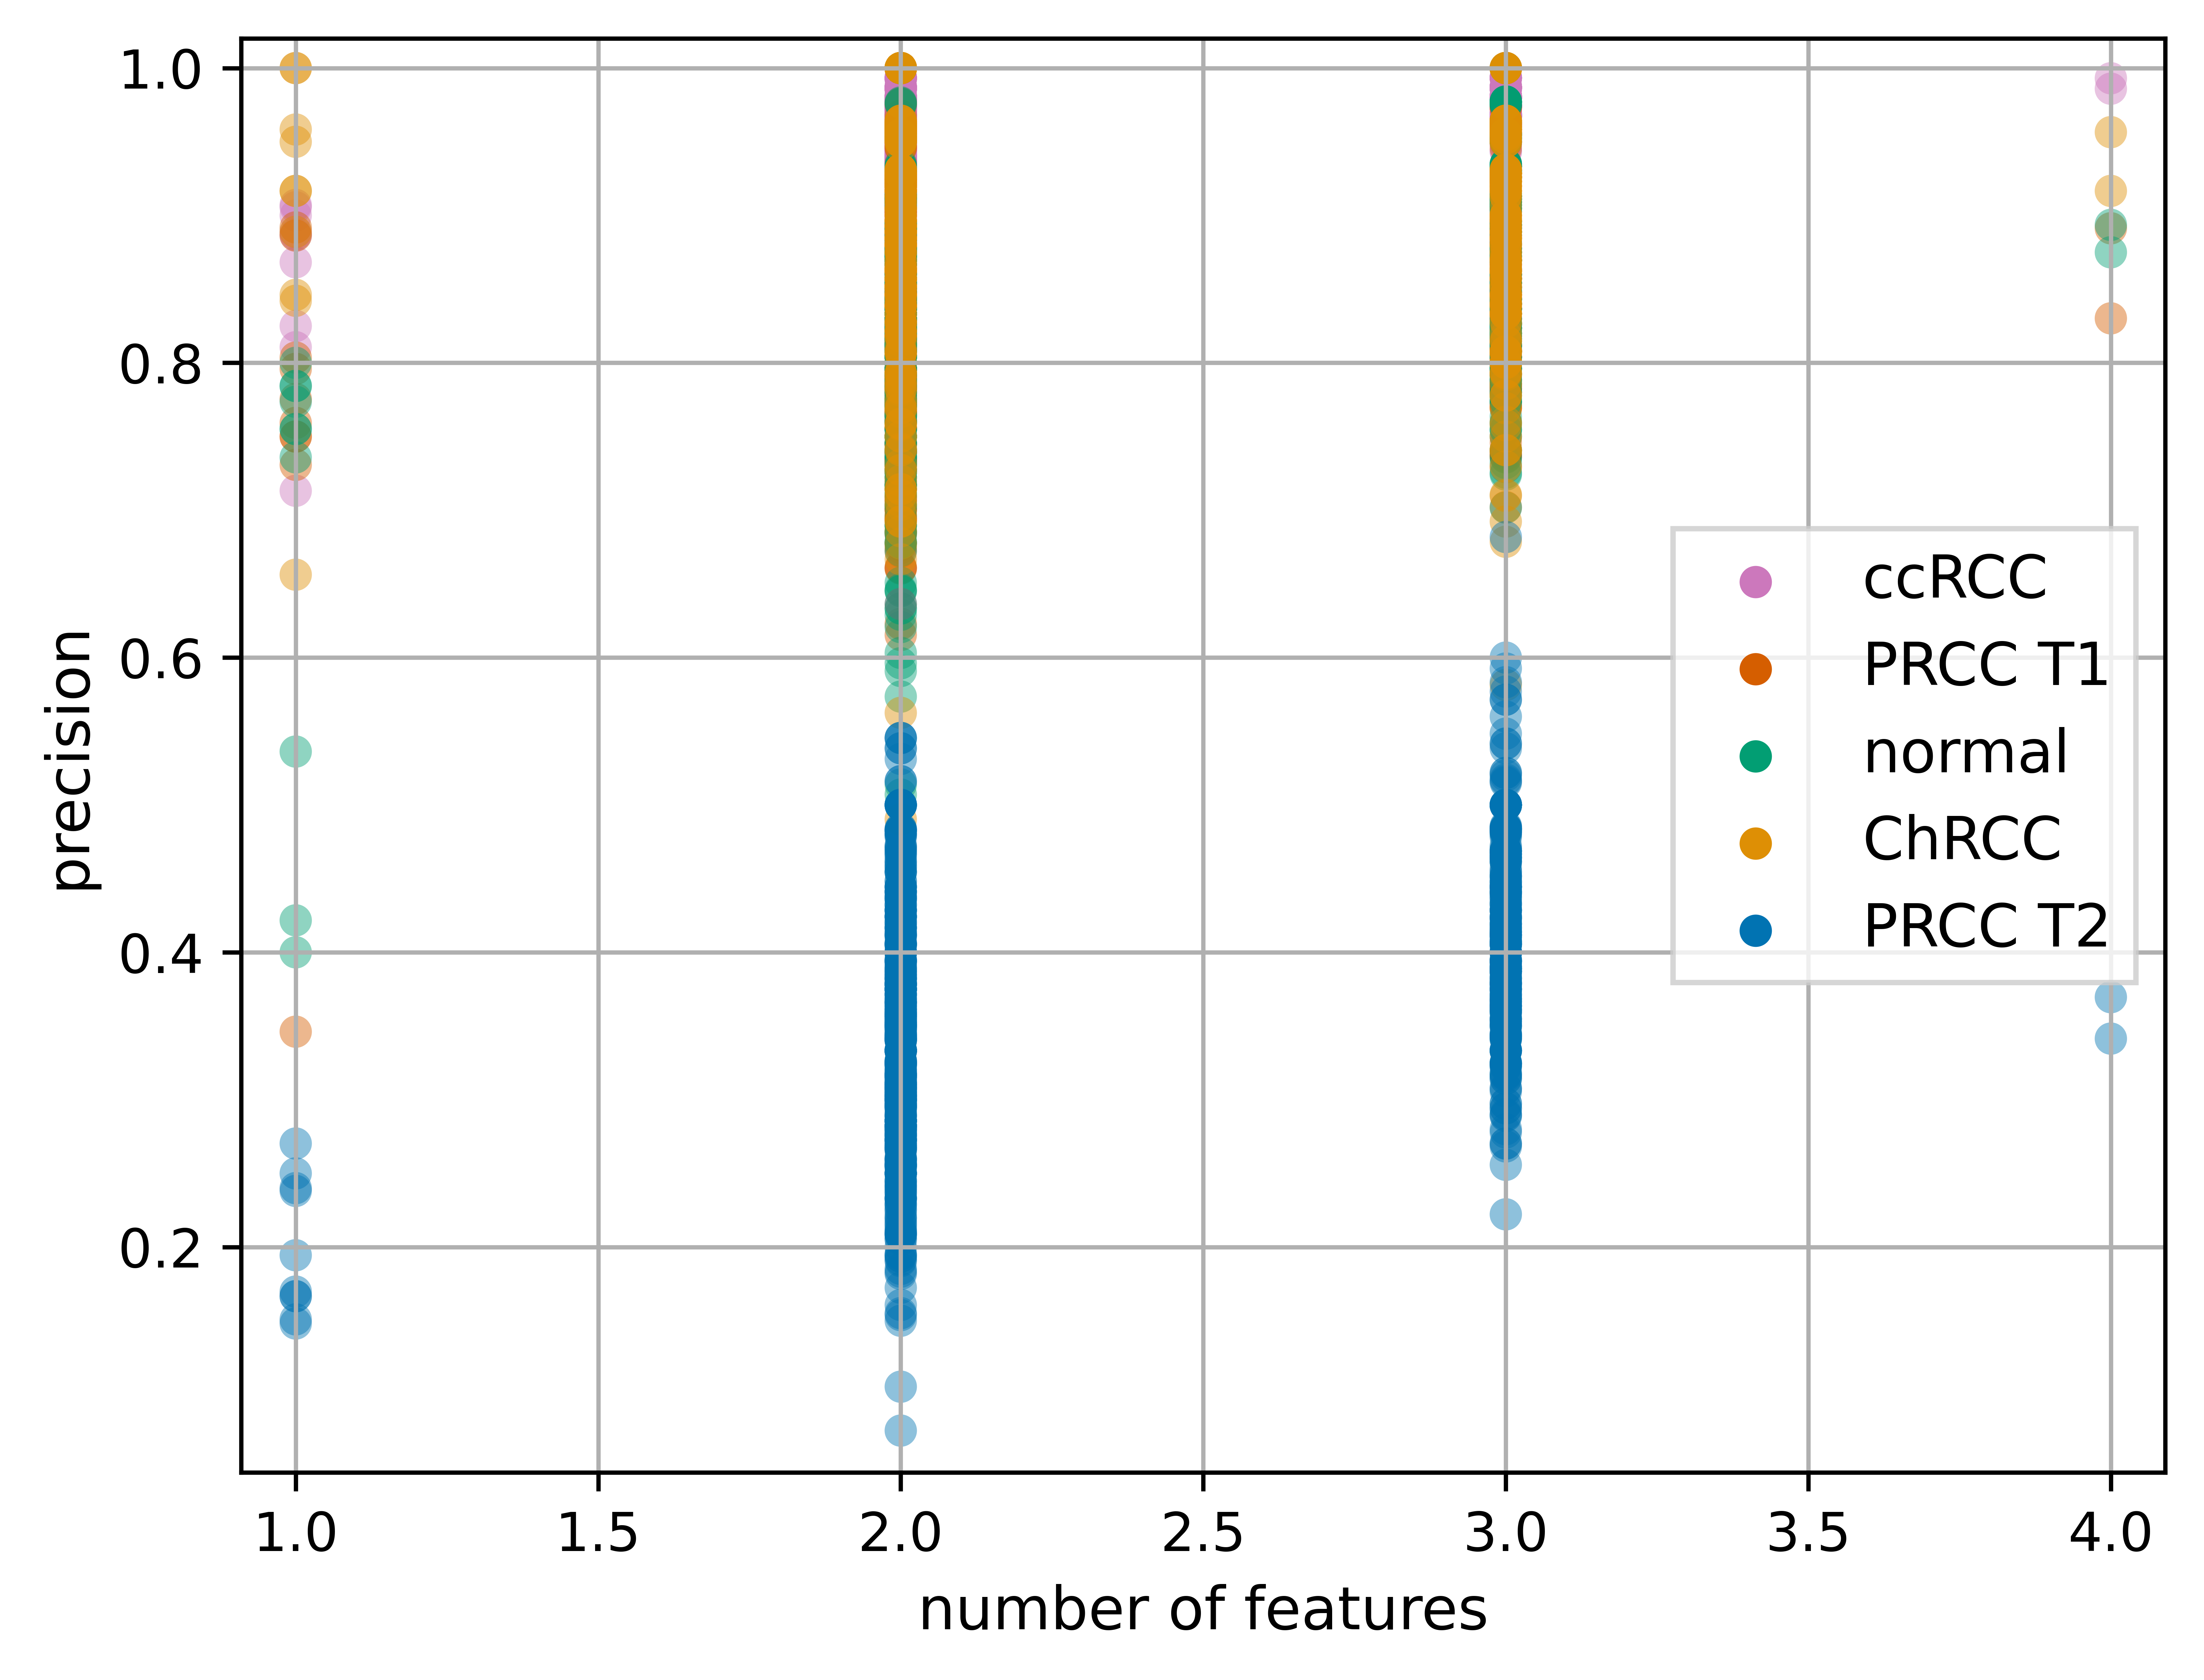 1.0
0.8
0.6
0.4
0.2
precision
ccRCC
PRCC T1
normal
ChRCC
PRCC T2
1.0 1.5 2.0 2.5 3.0 3.5 4.0
number of features